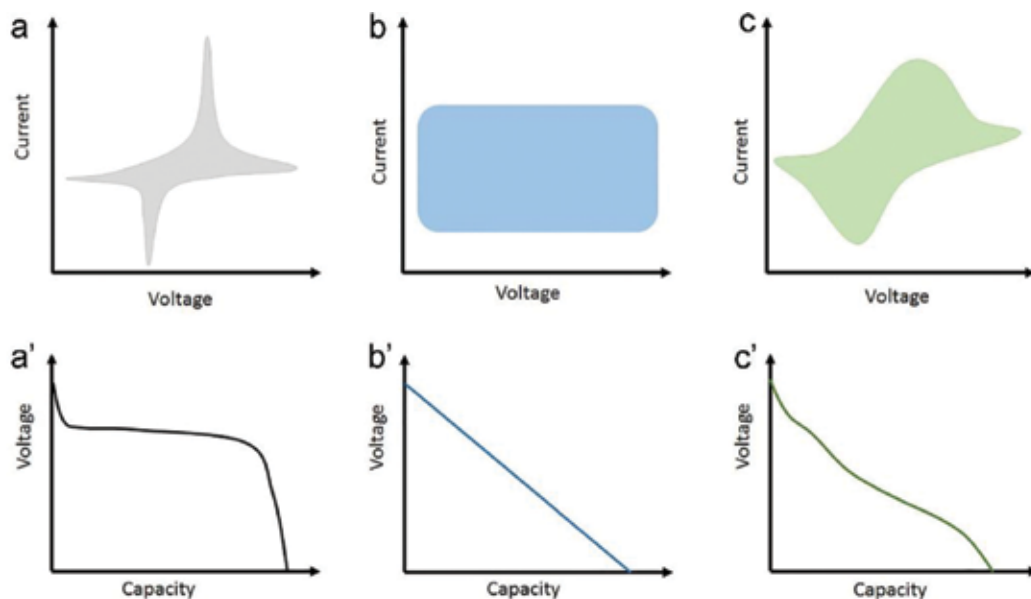 a
Current
Voltage
b
Current
Voltage
c
Current
Voltage
a’
Voltage
Capacity
b’
Voltage
Capacity
c’
Voltage
Capacity